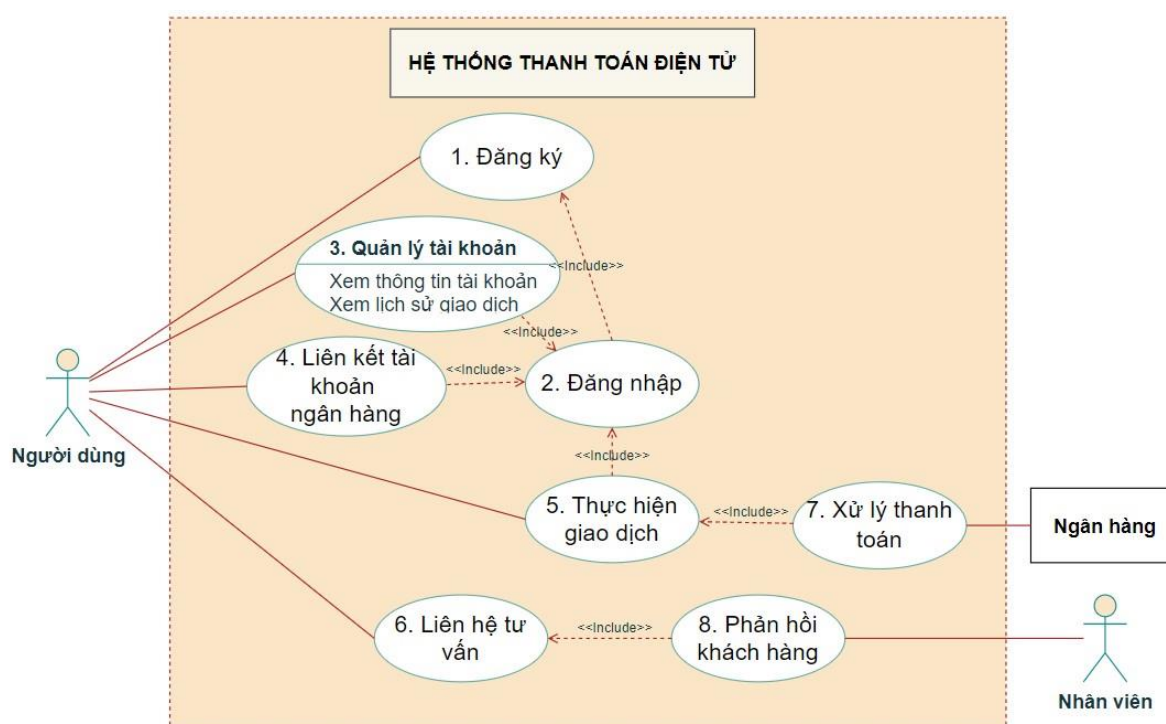 HỆ THỐNG THANH TOÁN ĐIỆN TỬ
1. Đăng ký
3. Quản lý tài khoản
<<Include>>
Xem thông tin tài khoản
Xem lịch sử giao dịch
<<Include>>
4. Liên kết tài
khoản
ngân hàng
<<Include>>
2. Đăng nhập
Người dùng
<<Include>>
5. Thực hiện
giao dịch
<<Include>>
7. Xử lý thanh
toán
Ngân hàng
6. Liên hệ tư
vấn
<<Include>>
8. Phản hồi
khách hàng
Nhân viên